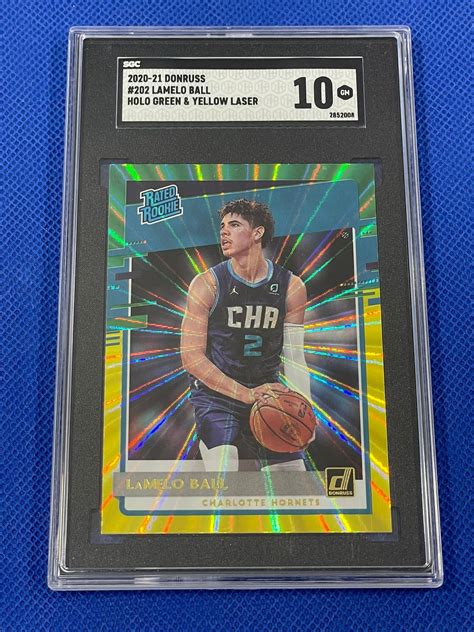 SGC
2020-21 DONRUSS
#202 LAMELO BALL
HOLO GREEN & YELLOW LASER
10 GM
2852008
RATED
ROOKIE
CHA
2
LaMELO BALL
CHARLOTTE HORNETS
d
DONRUSS